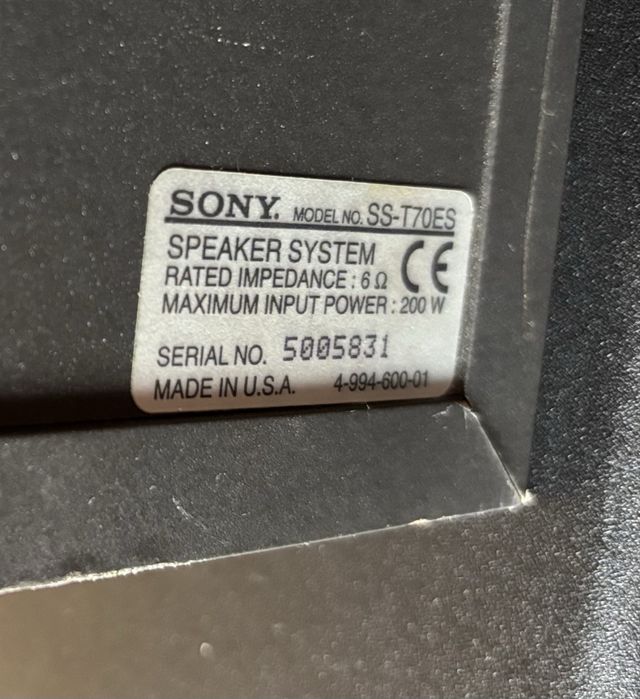 SONY. MODEL NO. SS-T70ES
SPEAKER SYSTEM CE
RATED IMPEDANCE : 6 Ω
MAXIMUM INPUT POWER : 200 W
SERIAL NO. 5005831
MADE IN U.S.A. 4-994-600-01